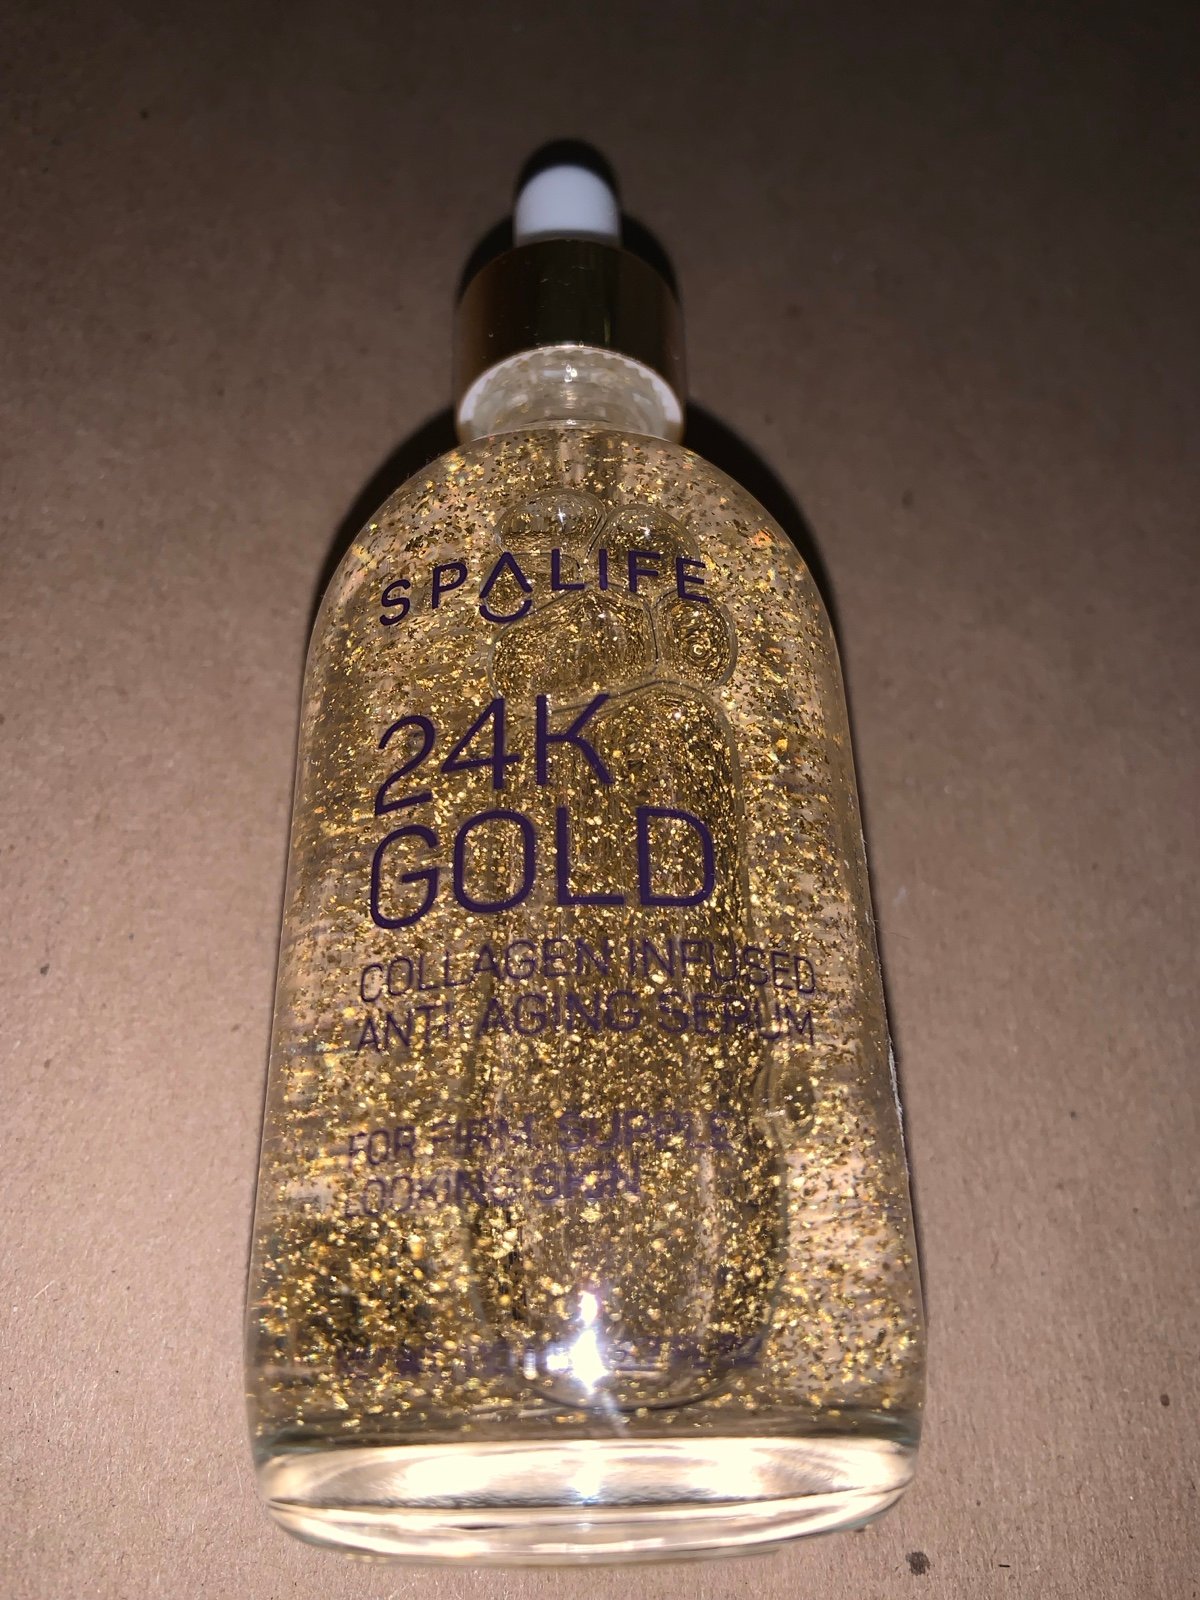 SPALIFE
24K
GOLD
COLLAGEN INFUSED
ANTI-AGING SERUM
FOR FIRM, SUPPLE
LOOKING SKIN